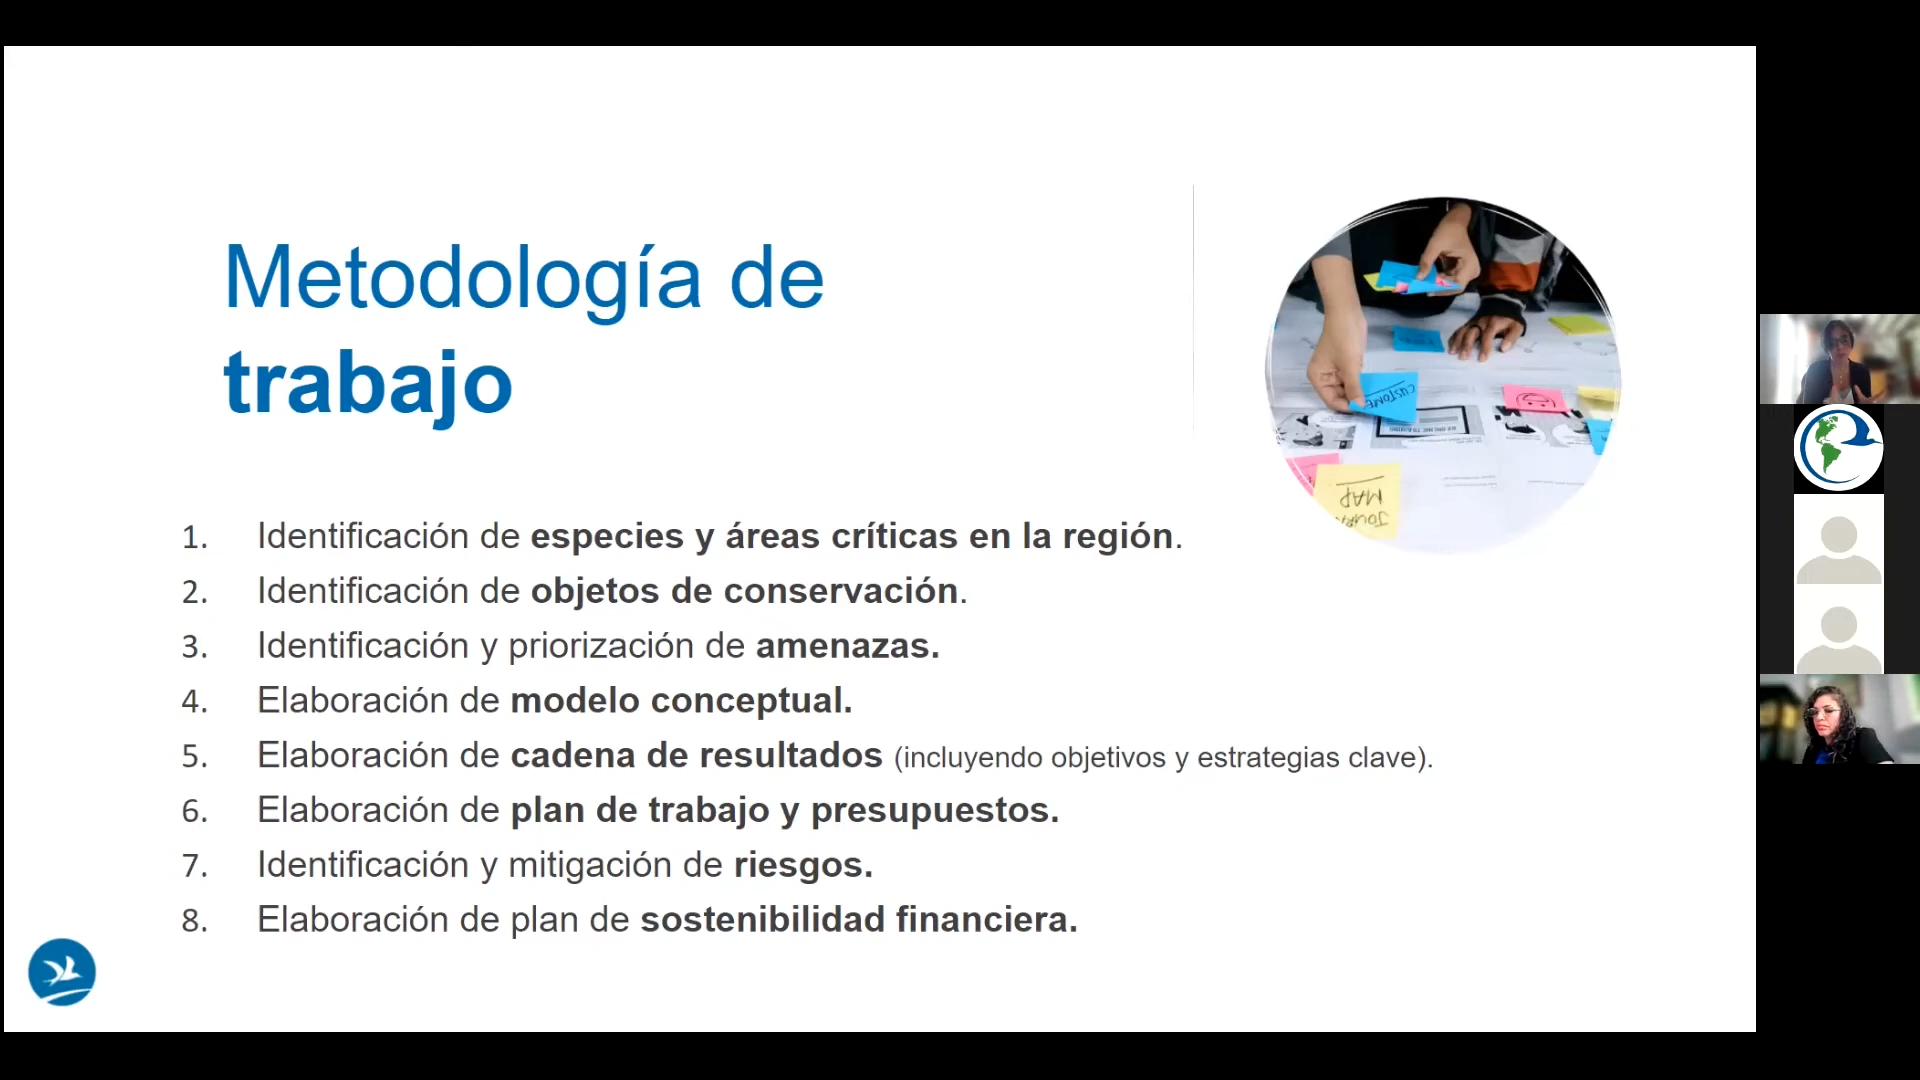 Metodología de
trabajo
CUSTOME
JOUR
MAP
1. Identificación de especies y áreas críticas en la región.
2. Identificación de objetos de conservación.
3. Identificación y priorización de amenazas.
4. Elaboración de modelo conceptual.
5. Elaboración de cadena de resultados (incluyendo objetivos y estrategias clave).
6. Elaboración de plan de trabajo y presupuestos.
7. Identificación y mitigación de riesgos.
8. Elaboración de plan de sostenibilidad financiera.